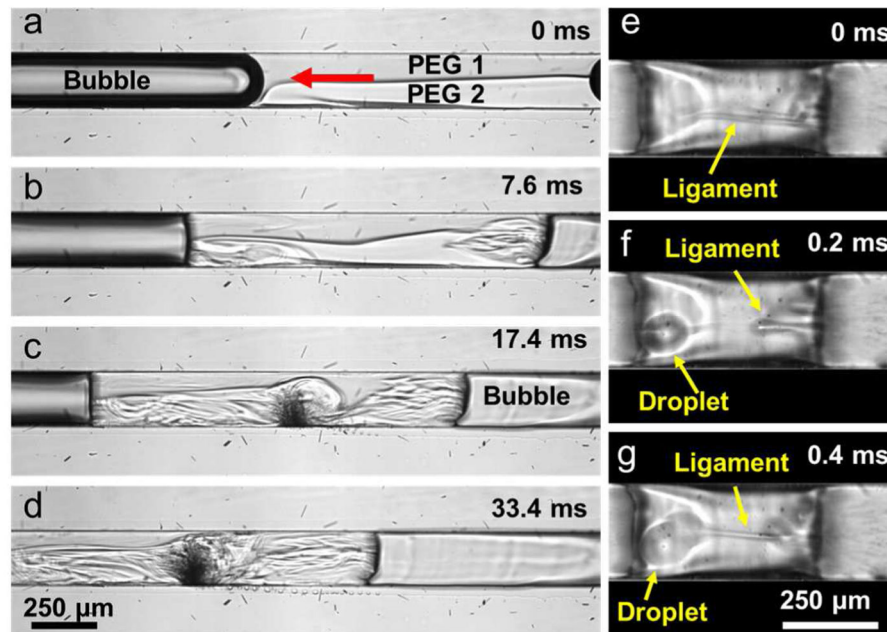 a
0 ms
Bubble
PEG 1
PEG 2
b
7.6 ms
c
17.4 ms
Bubble
d
33.4 ms
250 µm
e
0 ms
Ligament
f
Ligament
0.2 ms
Droplet
g
0.4 ms
Ligament
Droplet
250 µm